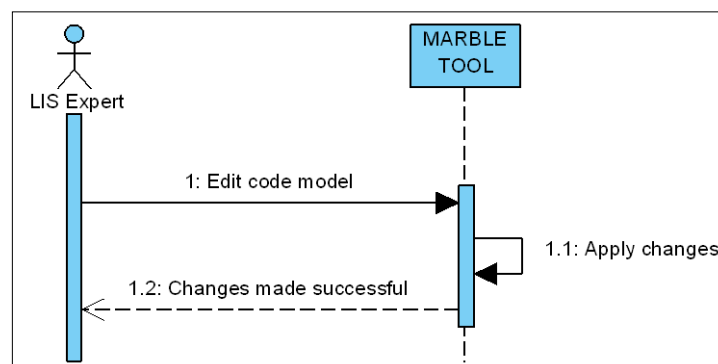 MARBLE
TOOL
LIS Expert
1: Edit code model
1.1: Apply changes
1.2: Changes made successful